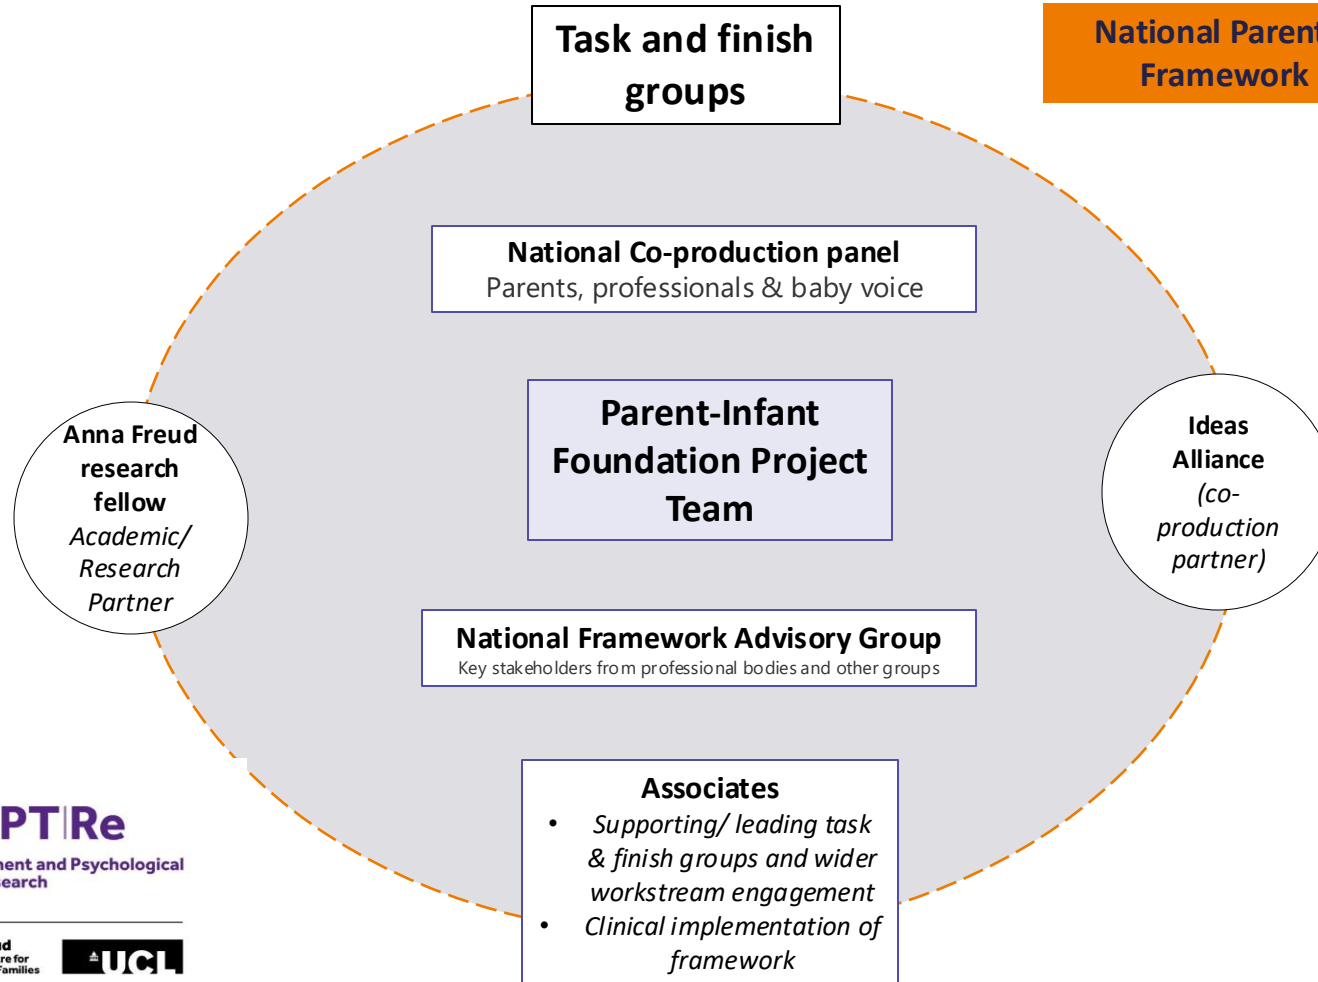 Task and finish
groups
National Parent
Framework
National Co-production panel
Parents, professionals & baby voice
Parent-Infant
Foundation Project
Team
Anna Freud
research
fellow
Academic/
Research
Partner
Ideas
Alliance
(co-
production
partner)
National Framework Advisory Group
Key stakeholders from professional bodies and other groups
Associates
• Supporting/ leading task
& finish groups and wider
workstream engagement
• Clinical implementation of
framework
PT|Re
and Psychological
UCL